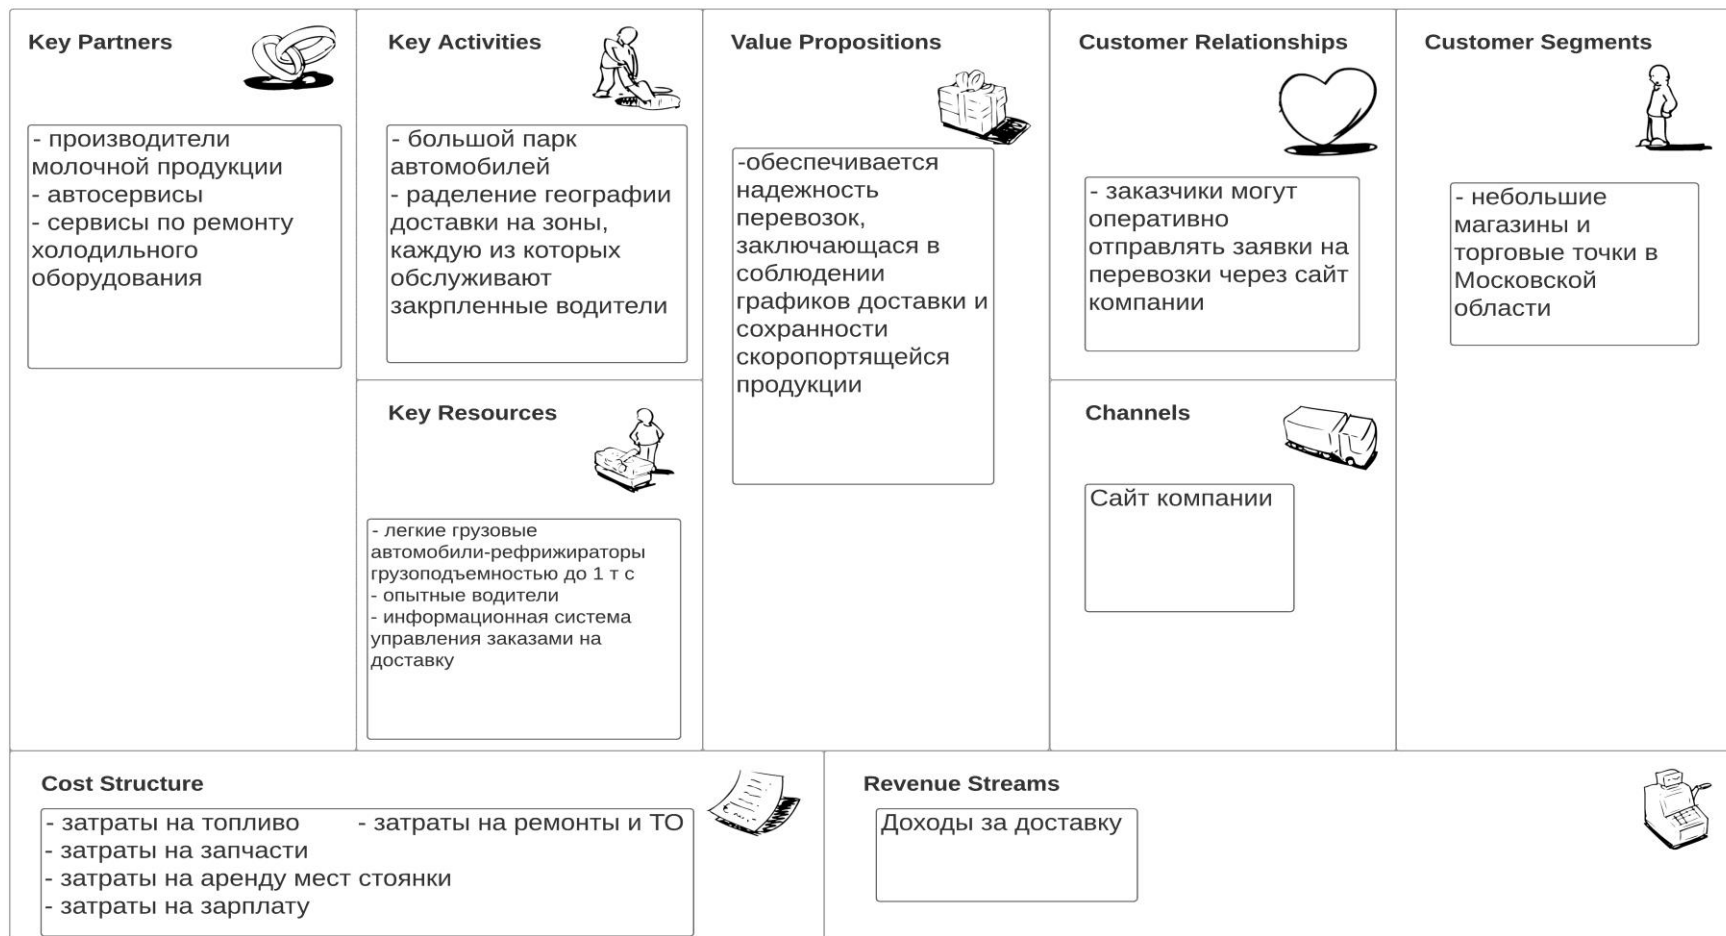 Key Partners
- производители
молочной продукции
- автосервисы
- сервисы по ремонту
холодильного
оборудования
Key Activities
- большой парк
автомобилей
- раделение географии
доставки на зоны,
каждую из которых
обслуживают
закрпленные водители
Key Resources
- легкие грузовые
автомобили-рефрижираторы
грузоподъемностью до 1 т с
- опытные водители
- информационная система
управления заказами на
доставку
Value Propositions
-обеспечивается
надежность
перевозок,
заключающася в
соблюдении
графиков доставки и
сохранности
скоропортящейся
продукции
Customer Relationships
- заказчики могут
оперативно
отправлять заявки на
перевозки через сайт
компании
Channels
Сайт компании
Customer Segments
- небольшие
магазины и
торговые точки в
Московской
области
Cost Structure
- затраты на топливо - затраты на ремонты и ТО
- затраты на запчасти
- затраты на аренду мест стоянки
- затраты на зарплату
Revenue Streams
Доходы за доставку